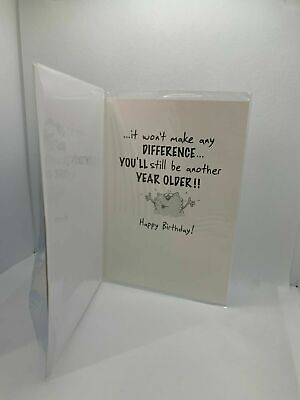 ...it won't make any
DIFFERENCE...
YOU'LL still be another
YEAR OLDER!!
Happy Birthday!